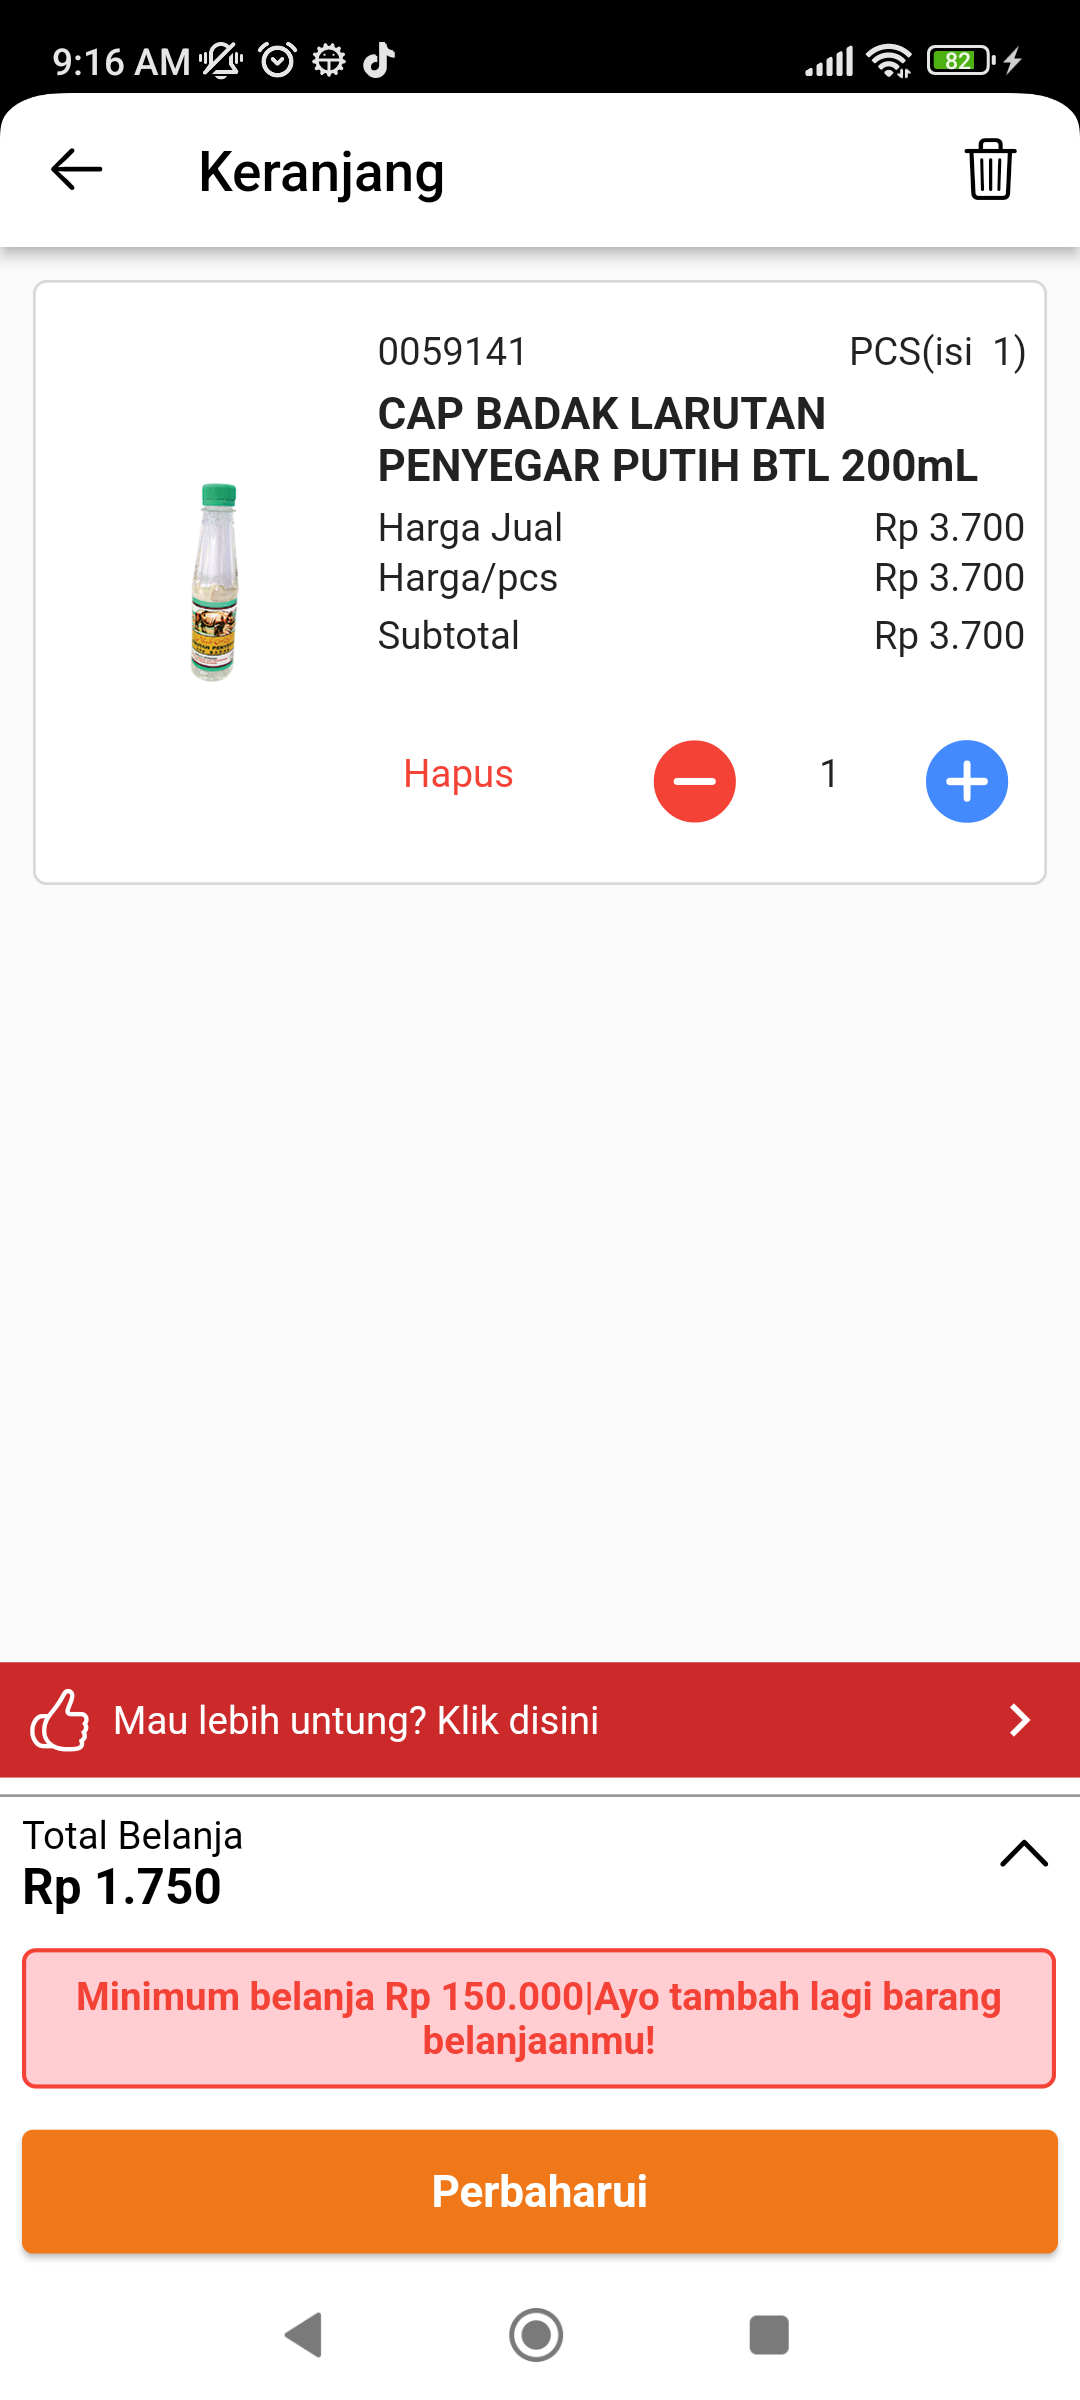 9:16 AM
82
Keranjang
0059141 PCS(isi 1)
CAP BADAK LARUTAN
PENYEGAR PUTIH BTL 200mL
Harga Jual Rp 3.700
Harga/pcs Rp 3.700
Subtotal Rp 3.700
Hapus 1
Mau lebih untung? Klik disini
Total Belanja
Rp 1.750
Minimum belanja Rp 150.000|Ayo tambah lagi barang
belanjaanmu!
Perbaharui